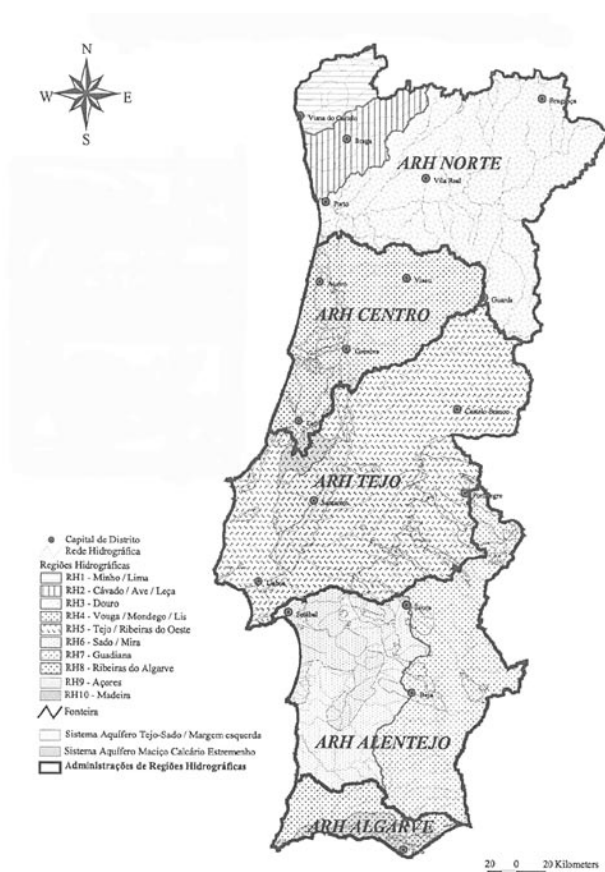 N
W E
S
Viana do Castelo
Bragança
Braga
ARH NORTE
Vila Real
Porto
Aveiro
Viseu
Guarda
ARH CENTRO
Coimbra
Castelo Branco
ARH TEJO
Santarém
Lisboa
Setúbal
Évora
Beja
ARH ALENTEJO
ARH ALGARVE
Capital de Distrito
Rede Hidrográfica
Regiões Hidrográficas
RH1 - Minho / Lima
RH2 - Cávado / Ave / Leça
RH3 - Douro
RH4 - Vouga / Mondego / Lis
RH5 - Tejo / Ribeiras do Oeste
RH6 - Sado / Mira
RH7 - Guadiana
RH8 - Ribeiras do Algarve
RH9 - Açores
RH10 - Madeira
Fonteira
Sistema Aquífero Tejo-Sado / Margem esquerda
Sistema Aquífero Maciço Calcário Estremenho
Administrações de Regiões Hidrográficas
20 0 20 Kilometers